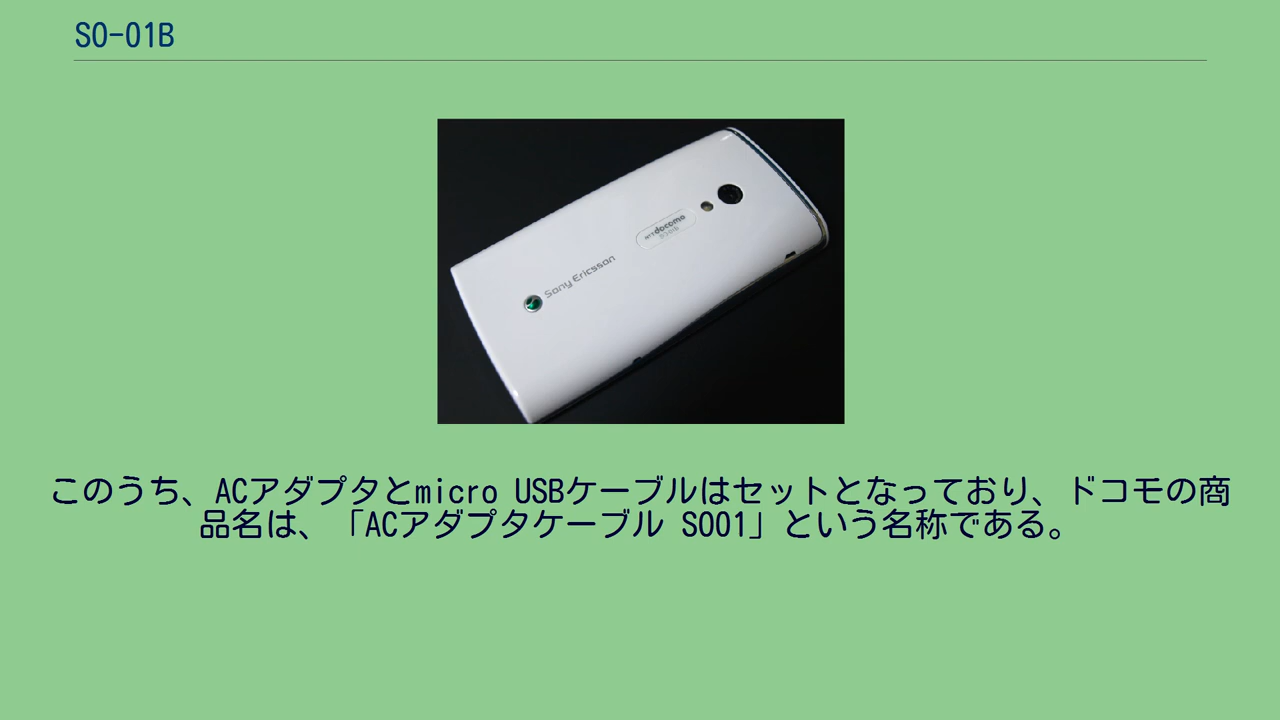 SO-01B
NTT docomo
SO-01B
Sony Ericsson
このうち、ACアダプタとmicro USBケーブルはセットとなっており、ドコモの商
品名は、「ACアダプタケーブル SO01」という名称である。